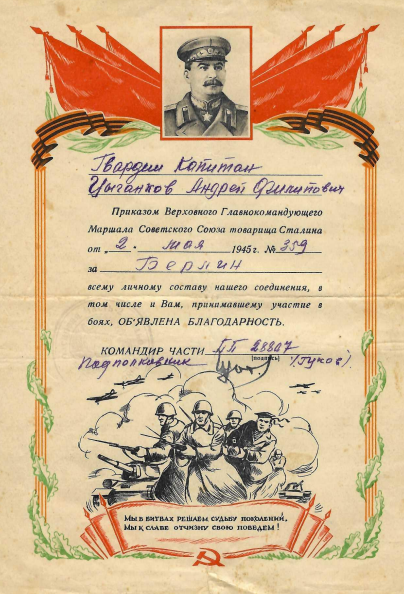 Гвардии Капитан
Цыганков Андрей Филипович
Приказом Верховного Главнокомандующего
Маршала Советского Союза товарища Сталина
от „2. мая 1945 г. № 359
за Берлин
всему личному составу нашего соединения, в
том числе и Вам, принимавшему участие в
боях, ОБ'ЯВЛЕНА БЛАГОДАРНОСТЬ.
КОМАНДИР ЧАСТИ ПП 28807
(подпись)
Подполковник (Гуков)
МЫ В БИТВАХ РЕШАЕМ СУДЬБУ ПОКОЛЕНИЙ,
МЫ К СЛАВЕ ОТЧИЗНУ СВОЮ ПОВЕДЕМ!